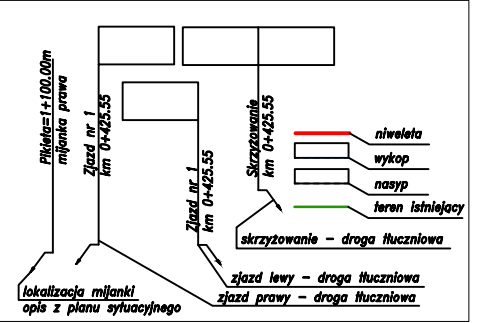 Pikieta=1+100.00m
mijanka prawa
Zjazd nr 1
km 0+425.55
Zjazd nr 1
km 0+425.55
Skrzyżowanie
km 0+425.55
niweleta
wykop
nasyp
teren istniejący
skrzyżowanie – droga tłuczniowa
zjazd lewy – droga tłuczniowa
zjazd prawy – droga tłuczniowa
lokalizacja mijanki
opis z planu sytuacyjnego